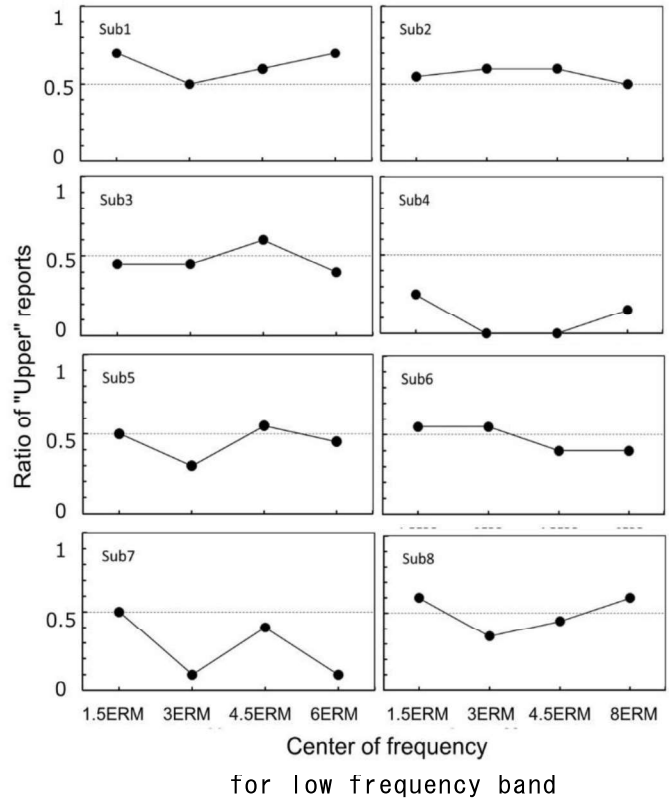 1
Sub1
Sub2
0.5
0
1
Sub3
Sub4
0.5
0
Ratio of "Upper" reports
1
Sub5
Sub6
0.5
0
1
Sub7
Sub8
0.5
0
1.5ERM 3ERM 4.5ERM 6ERM 1.5ERM 3ERM 4.5ERM 8ERM
Center of frequency
for low frequency band